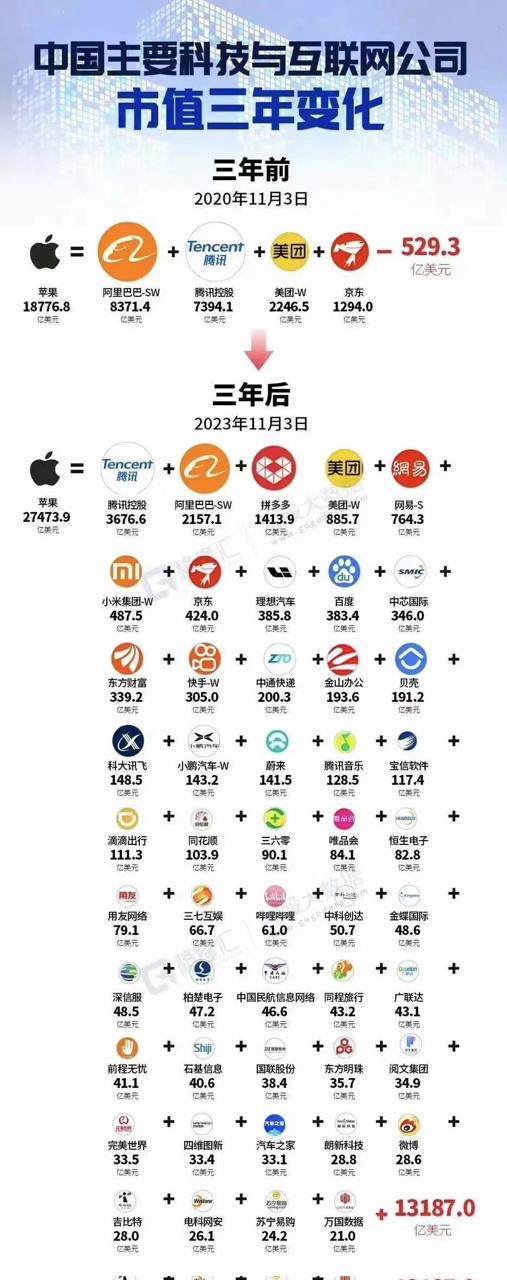 中国主要科技与互联网公司
市值三年变化
三年前
2020年11月3日
= + Tencent 腾讯 + 美团 + − 529.3
亿美元
苹果 阿里巴巴-SW 腾讯控股 美团-W 京东
18776.8 8371.4 7394.1 2246.5 1294.0
亿美元 亿美元 亿美元 亿美元 亿美元
三年后
2023年11月3日
= Tencent 腾讯 + + + 美团 + 網易 +
苹果 腾讯控股 阿里巴巴-SW 拼多多 美团-W 网易-S
27473.9 3676.6 2157.1 1413.9 885.7 764.3
亿美元 亿美元 亿美元 亿美元 亿美元 亿美元
mi + + + du + SMIC +
小米集团-W 京东 理想汽车 百度 中芯国际
487.5 424.0 385.8 383.4 346.0
亿美元 亿美元 亿美元 亿美元 亿美元
+ + ZTO + + +
东方财富 快手-W 中通快递 金山办公 贝壳
339.2 305.0 200.3 193.6 191.2
亿美元 亿美元 亿美元 亿美元 亿美元
+ 小鹏汽车 + + + +
科大讯飞 小鹏汽车-W 蔚来 腾讯音乐 宝信软件
148.5 143.2 141.5 128.5 117.4
亿美元 亿美元 亿美元 亿美元 亿美元
+ + + 唯品会 + +
滴滴出行 同花顺 三六零 唯品会 恒生电子
111.3 103.9 90.1 84.1 82.8
亿美元 亿美元 亿美元 亿美元 亿美元
用友 + + + + +
用友网络 三七互娱 哔哩哔哩 中科创达 金蝶国际
79.1 66.7 61.0 50.7 48.6
亿美元 亿美元 亿美元 亿美元 亿美元
+ + + + +
深信服 柏楚电子 中国民航信息网络 同程旅行 广联达
48.5 47.2 46.6 43.2 43.1
亿美元 亿美元 亿美元 亿美元 亿美元
+ Shiji + + + +
前程无忧 石基信息 国联股份 东方明珠 阅文集团
41.1 40.6 38.4 35.7 34.9
亿美元 亿美元 亿美元 亿美元 亿美元
+ + 汽车之家 + + +
完美世界 四维图新 汽车之家 朗新科技 微博
33.5 33.4 33.1 28.8 28.6
亿美元 亿美元 亿美元 亿美元 亿美元
+ + + + 13187.0
亿美元
吉比特 电科网安 苏宁易购 万国数据
28.0 26.1 24.2 21.0
亿美元 亿美元 亿美元 亿美元